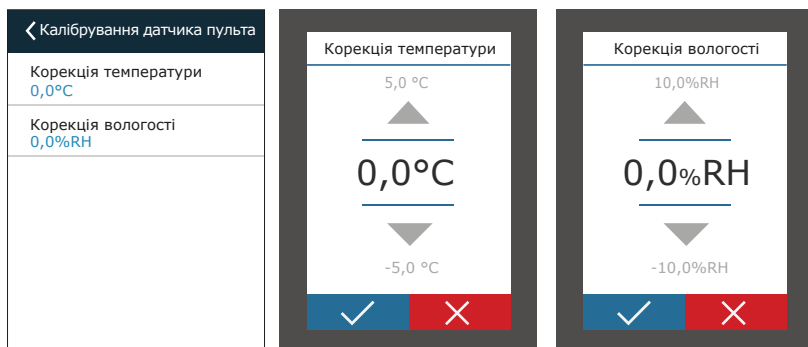 Калібрування датчика пульта
Корекція температури
0,0°C
Корекція вологості
0,0%RH
Корекція температури
5,0 °C
0,0°C
-5,0 °C
Корекція вологості
10,0%RH
0,0%RH
-10,0%RH